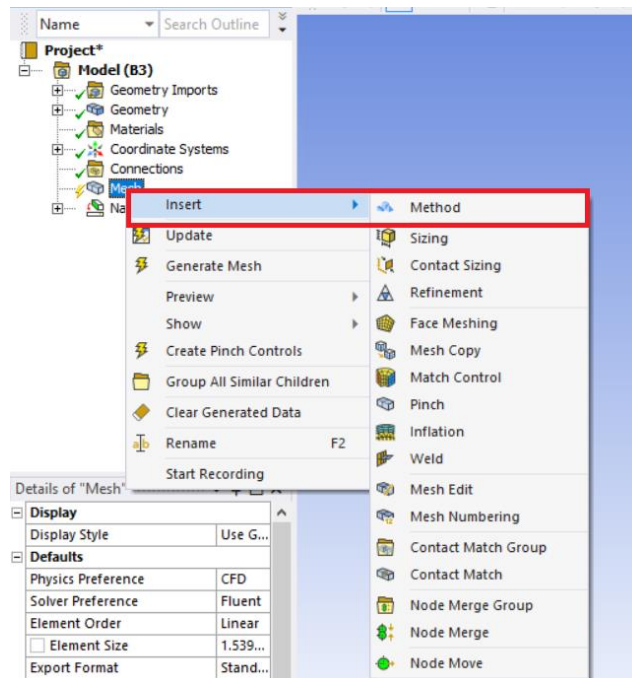 Name Search Outline
Project*
Model (B3)
Geometry Imports
Geometry
Materials
Coordinate Systems
Connections
Mesh
Insert
Update
Generate Mesh
Preview
Show
Create Pinch Controls
Group All Similar Children
Clear Generated Data
Rename F2
Start Recording
Method
Sizing
Contact Sizing
Refinement
Face Meshing
Mesh Copy
Match Control
Pinch
Inflation
Weld
Mesh Edit
Mesh Numbering
Contact Match Group
Contact Match
Node Merge Group
Node Merge
Node Move
Details of "Mesh"
Display
Display Style Use G...
Defaults
Physics Preference CFD
Solver Preference Fluent
Element Order Linear
Element Size 1.539...
Export Format Stand...